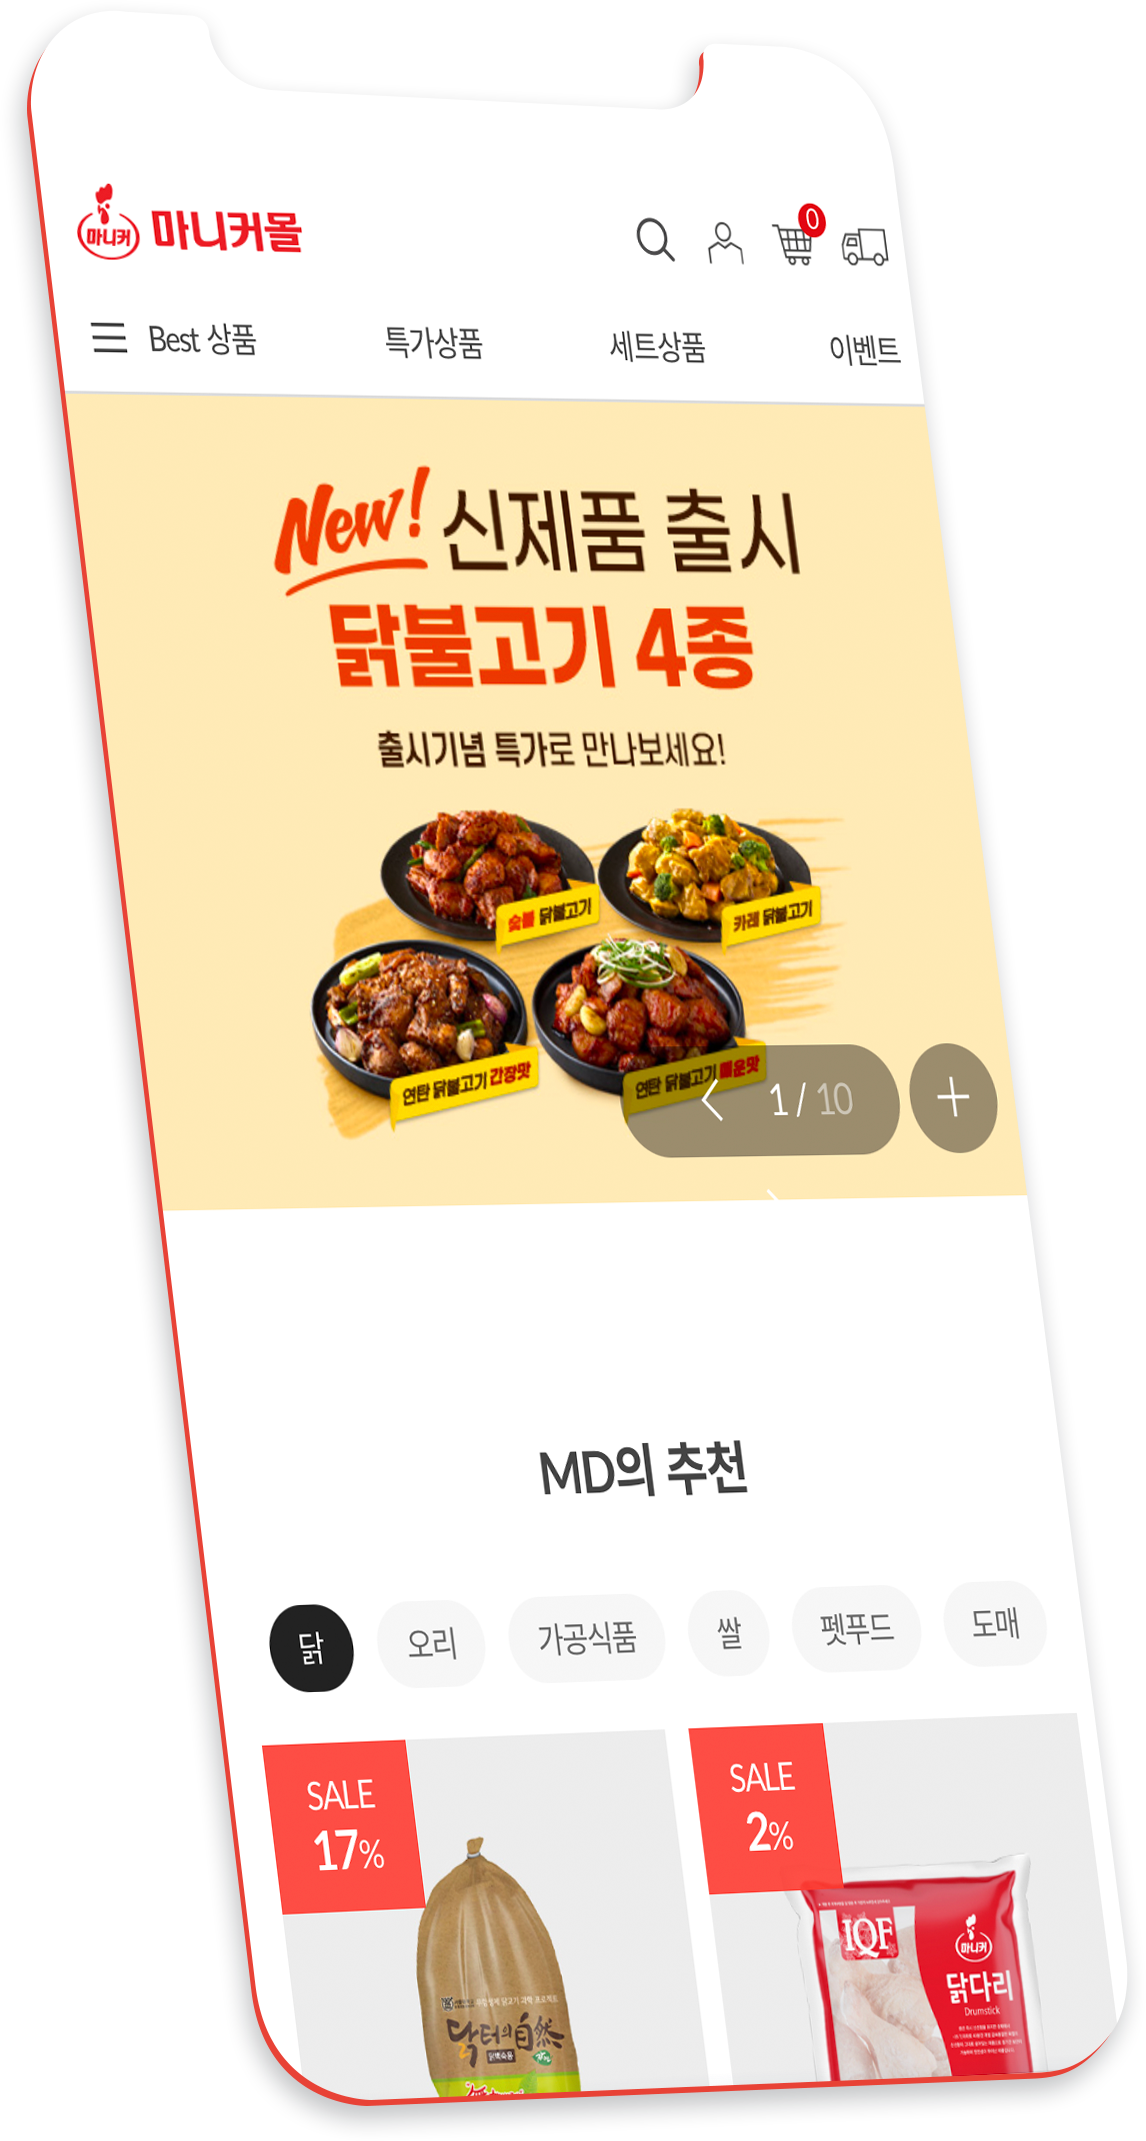 마니커
마니커몰
0
Best 상품
특가상품
세트상품
이벤트
New! 신제품 출시
닭불고기 4종
출시기념 특가로 만나보세요!
숯불 닭불고기
카레 닭불고기
연탄 닭불고기 간장맛
연탄 닭불고기 매운맛
1 / 10
MD의 추천
닭
오리
가공식품
쌀
펫푸드
도매
SALE
17%
SALE
2%
닥터의自然
닭백숙용
IQF
마니커
닭다리
Drumstick